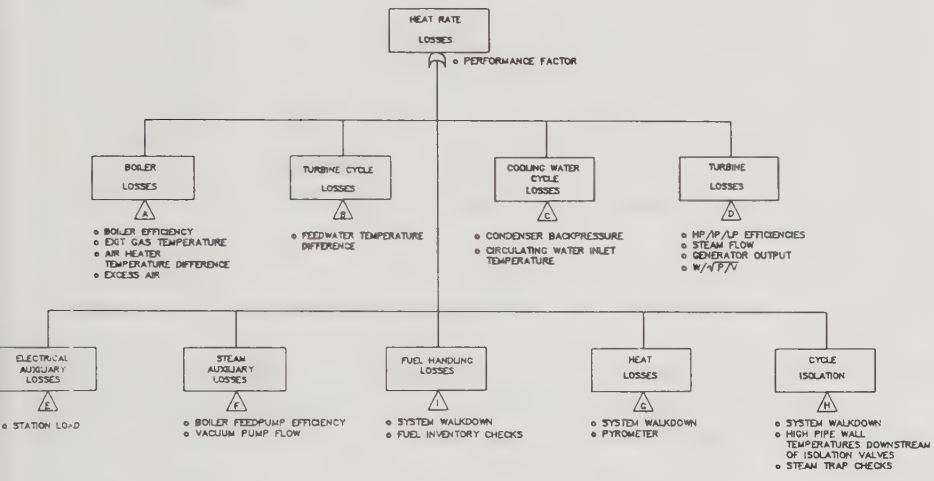 HEAT RATE
LOSSES
o PERFORMANCE FACTOR
BOILER
LOSSES
A
o BOILER EFFICIENCY
o EXIT GAS TEMPERATURE
o AIR HEATER
TEMPERATURE DIFFERENCE
o EXCESS AIR
TURBINE CYCLE
LOSSES
B
o FEEDWATER TEMPERATURE
DIFFERENCE
COOLING WATER
CYCLE
LOSSES
C
o CONDENSER BACKPRESSURE
o CIRCULATING WATER INLET
TEMPERATURE
TURBINE
LOSSES
D
o HP/IP/LP EFFICIENCIES
o STEAM FLOW
o GENERATOR OUTPUT
o W/√P/V
ELECTRICAL
AUXILIARY
LOSSES
E
o STATION LOAD
STEAM
AUXILIARY
LOSSES
F
o BOILER FEEDPUMP EFFICIENCY
o VACUUM PUMP FLOW
FUEL HANDLING
LOSSES
I
o SYSTEM WALKDOWN
o FUEL INVENTORY CHECKS
HEAT
LOSSES
G
o SYSTEM WALKDOWN
o PYROMETER
CYCLE
ISOLATION
H
o SYSTEM WALKDOWN
o HIGH PIPE WALL
TEMPERATURES DOWNSTREAM
OF ISOLATION VALVES
o STEAM TRAP CHECKS